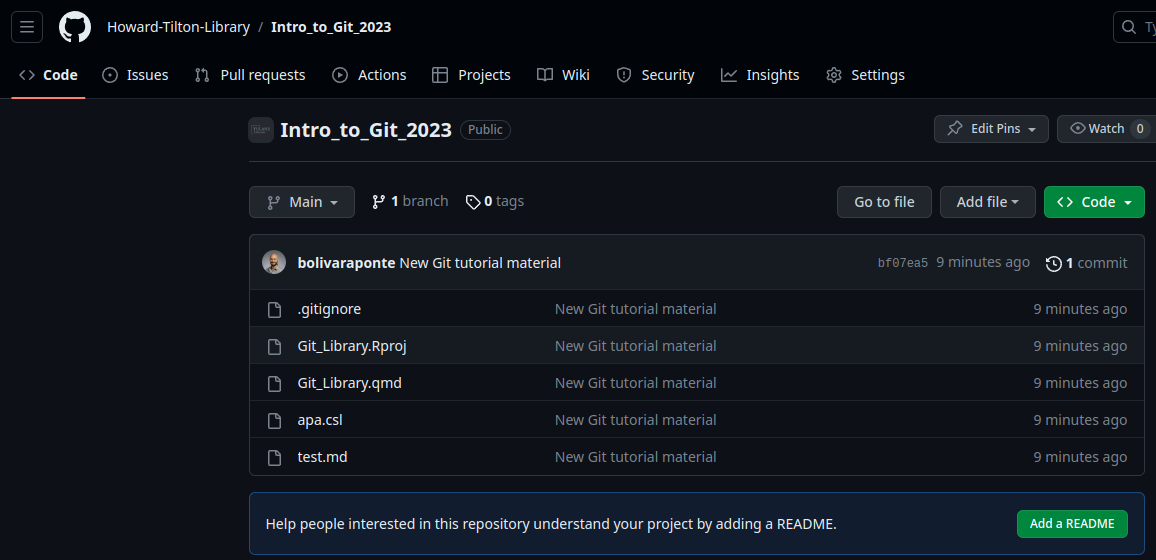 Howard-Tilton-Library / Intro_to_Git_2023 Ty
Code Issues Pull requests Actions Projects Wiki Security Insights Settings
Intro_to_Git_2023 Public Edit Pins Watch 0
Main 1 branch 0 tags Go to file Add file Code
bolivaraponte New Git tutorial material bf07ea5 9 minutes ago 1 commit
.gitignore New Git tutorial material 9 minutes ago
Git_Library.Rproj New Git tutorial material 9 minutes ago
Git_Library.qmd New Git tutorial material 9 minutes ago
apa.csl New Git tutorial material 9 minutes ago
test.md New Git tutorial material 9 minutes ago
Help people interested in this repository understand your project by adding a README. Add a README